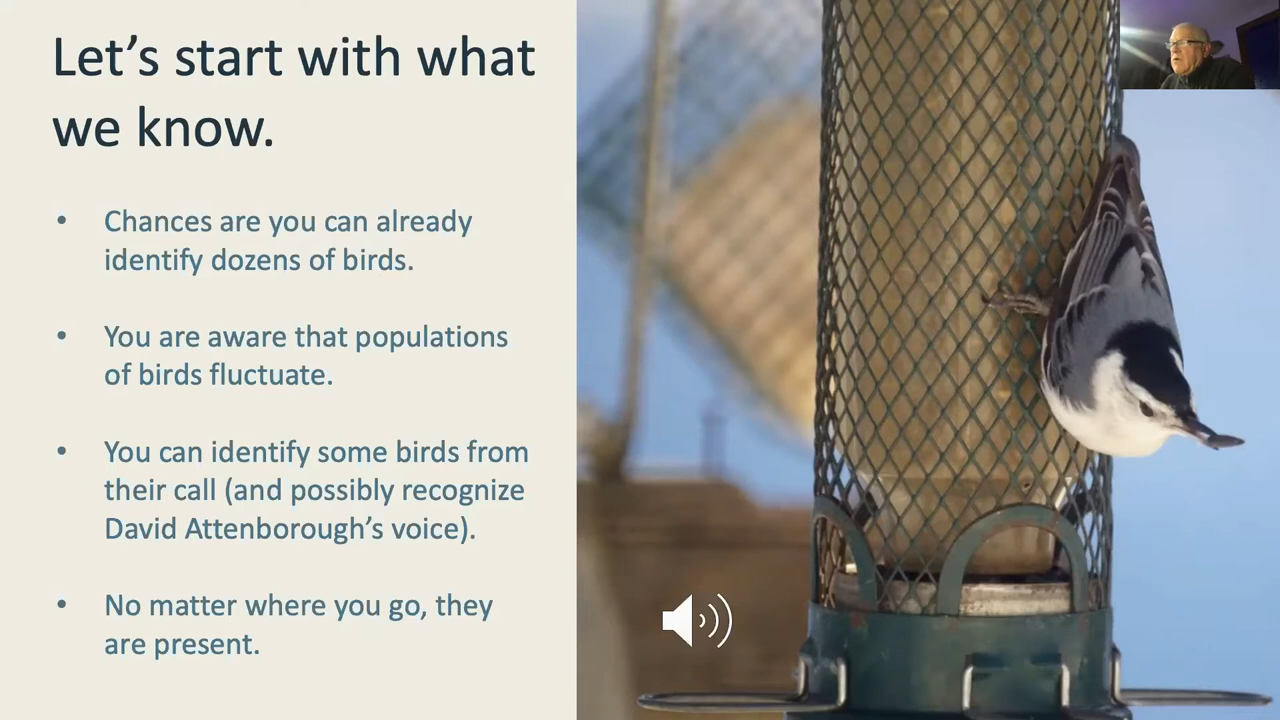 Let’s start with what
we know.
• Chances are you can already
identify dozens of birds.
• You are aware that populations
of birds fluctuate.
• You can identify some birds from
their call (and possibly recognize
David Attenborough’s voice).
• No matter where you go, they
are present.